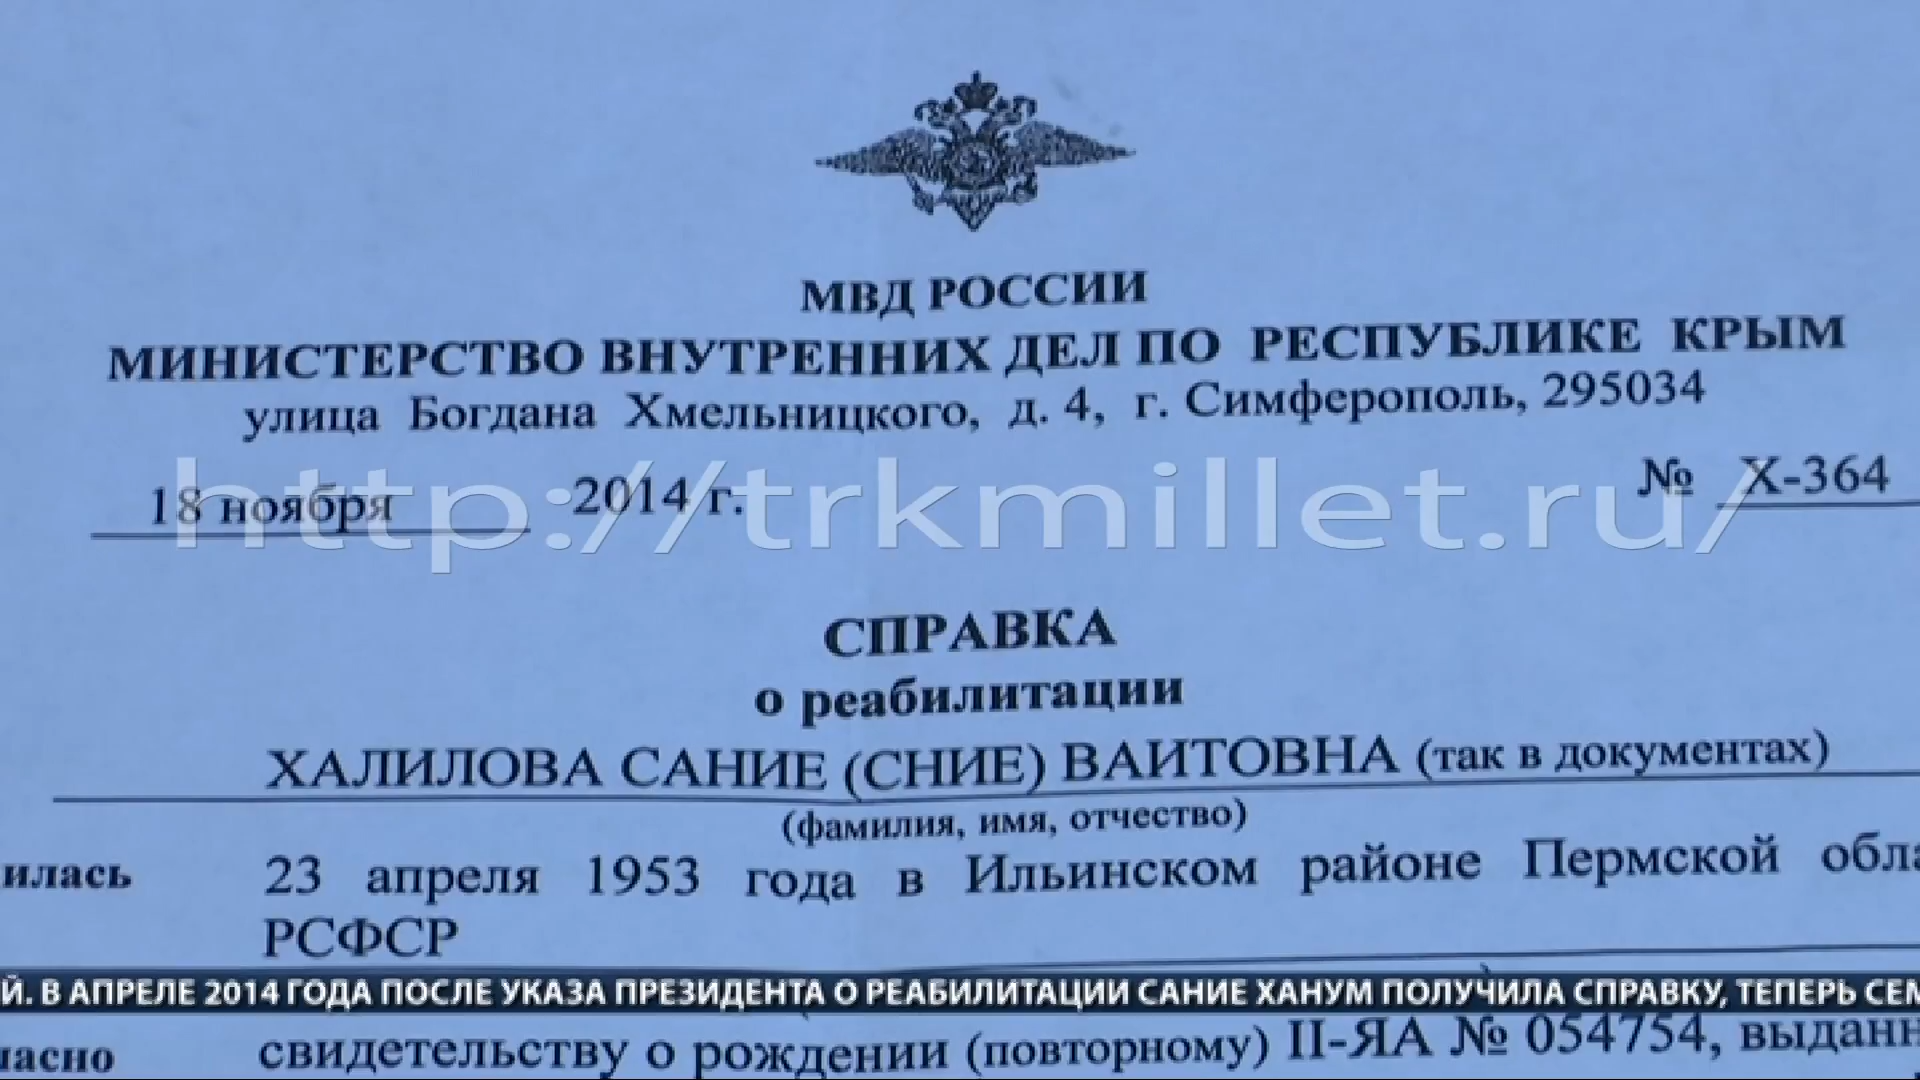 МВД РОССИИ
МИНИСТЕРСТВО ВНУТРЕННИХ ДЕЛ ПО РЕСПУБЛИКЕ КРЫМ
улица Богдана Хмельницкого, д. 4, г. Симферополь, 295034
18 ноября 2014 г. № Х-364
http://trkmillet.ru/
СПРАВКА
о реабилитации
ХАЛИЛОВА САНИЕ (СНИЕ) ВАИТОВНА (так в документах)
(фамилия, имя, отчество)
илась 23 апреля 1953 года в Ильинском районе Пермской обла
РСФСР
Й. В АПРЕЛЕ 2014 ГОДА ПОСЛЕ УКАЗА ПРЕЗИДЕНТА О РЕАБИЛИТАЦИИ САНИЕ ХАНУМ ПОЛУЧИЛА СПРАВКУ, ТЕПЕРЬ СЕМ
ласно свидетельству о рождении (повторному) II-ЯА № 054754, выданн